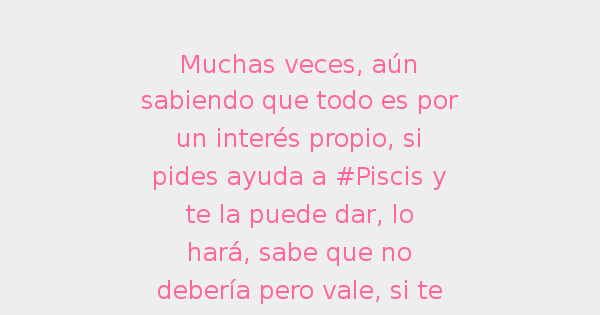 Muchas veces, aún
sabiendo que todo es por
un interés propio, si
pides ayuda a #Piscis y
te la puede dar, lo
hará, sabe que no
debería pero vale, si te